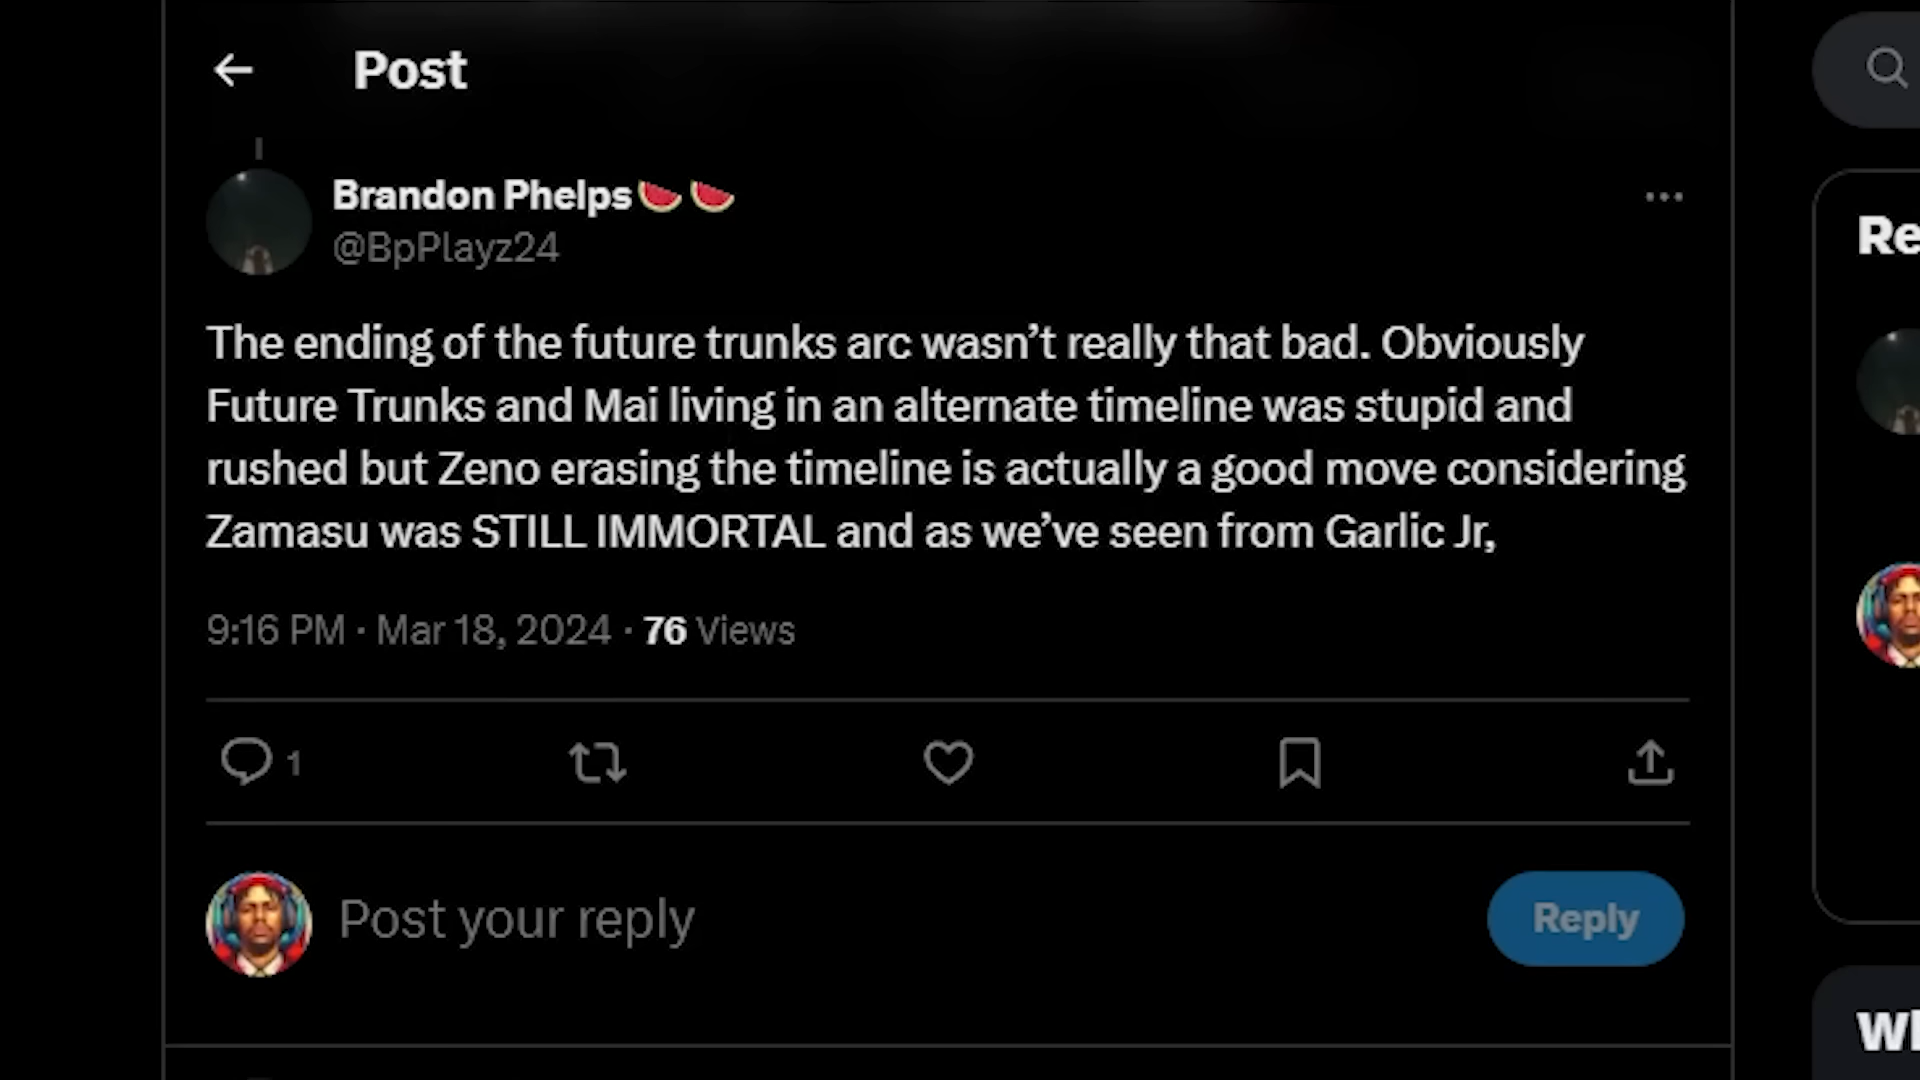 Post
Brandon Phelps🍉🍉
@BpPlayz24
The ending of the future trunks arc wasn’t really that bad. Obviously
Future Trunks and Mai living in an alternate timeline was stupid and
rushed but Zeno erasing the timeline is actually a good move considering
Zamasu was STILL IMMORTAL and as we’ve seen from Garlic Jr,
9:16 PM · Mar 18, 2024 · 76 Views
1
Post your reply
Reply
Re
Wh